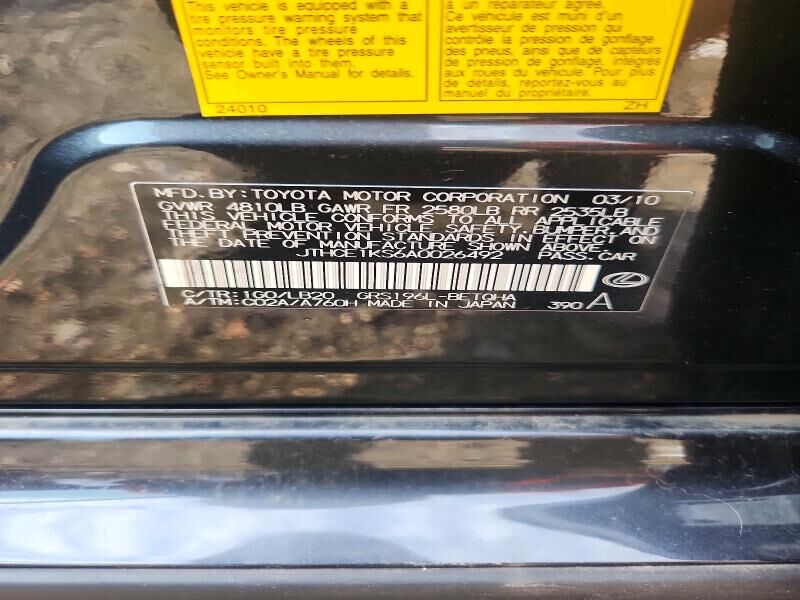 This vehicle is equipped with a
tire pressure warning system that
monitors tire pressure
conditions. The wheels of this
vehicle have a tire pressure
sensor built into them.
See Owner's Manual for details.
24010
à un réparateur agréé.
Ce véhicule est muni d'un
avertisseur de pression qui
contrôle la pression de gonflage
des pneus, ainsi que de capteurs
de pression de gonflage, intégrés
aux roues du véhicule. Pour plus
de détails, reportez-vous au
manuel du propriétaire.
ZH
MFD. BY: TOYOTA MOTOR CORPORATION 03/10
GVWR 4810LB GAWR FR 2580LB RR 2535LB
THIS VEHICLE CONFORMS TO ALL APPLICABLE
FEDERAL MOTOR VEHICLE SAFETY, BUMPER, AND
THEFT PREVENTION STANDARDS IN EFFECT ON
THE DATE OF MANUFACTURE SHOWN ABOVE.
JTHCE1KS6A0026492 PASS.CAR
C/TR: 1G0/LB20 GRS196L-BETQHA
A/TM: C02A/A760H MADE IN JAPAN 390 A